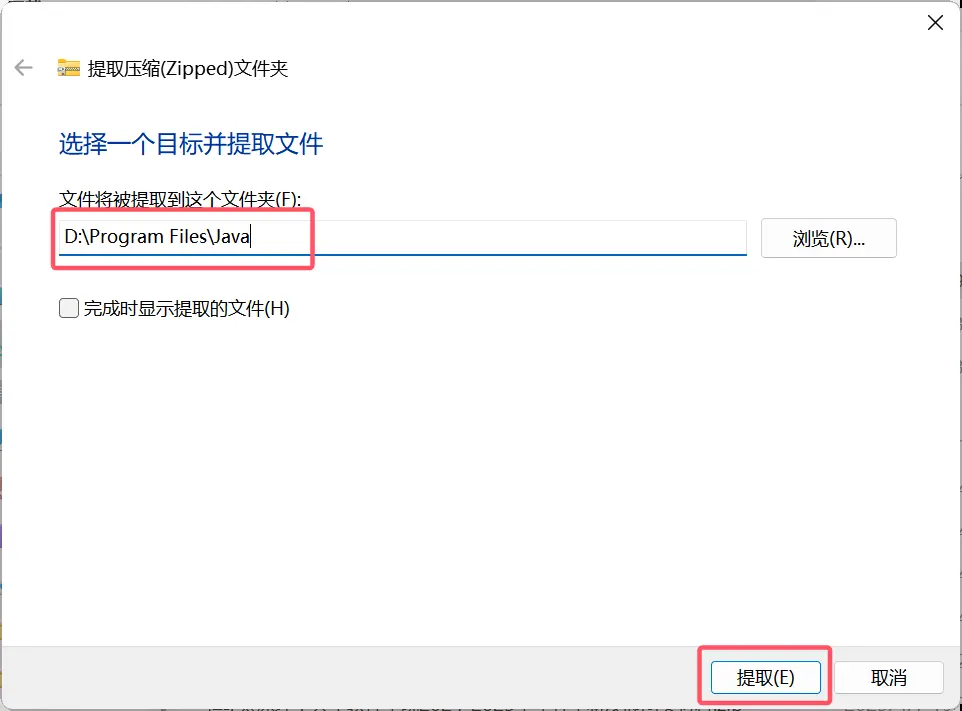 提取压缩(Zipped)文件夹
选择一个目标并提取文件
文件将被提取到这个文件夹(F):
D:\Program Files\Java
浏览(R)...
完成时显示提取的文件(H)
提取(E)
取消